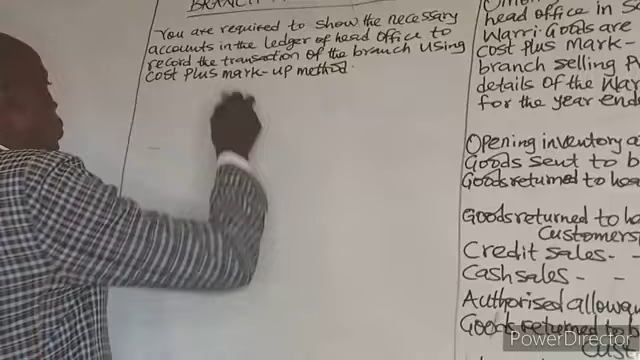 BRANCH
You are required to show the necessary
accounts in the ledger of head office to
record the transaction of the branch using
cost plus mark-up method.
head office in
Warri. Goods are
cost plus mark-
branch selling
details of the War
for the year end
Opening inventory
Goods sent to b
Goods returned to
Goods returned to
Customers
Credit sales- -
Cash sales - -
Authorised allowan
Goods returned to
PowerDirector